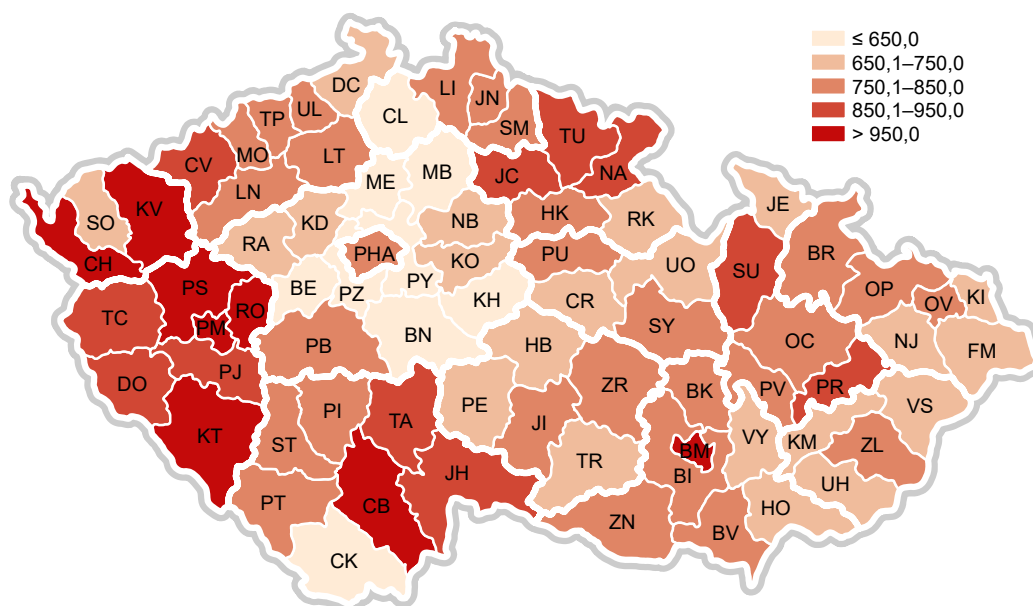 ≤ 650,0
650,1–750,0
750,1–850,0
850,1–950,0
> 950,0
DC
LI
JN
UL
TP
CL
SM
TU
MO
LT
CV
MB
JC
NA
ME
LN
KV
SO
KD
NB
HK
RK
JE
RA
PHA
KO
PU
UO
BR
CH
SU
PS
BE
PZ
PY
KH
CR
OP
OV
KI
RO
TC
PM
BN
SY
OC
NJ
FM
PB
HB
PJ
DO
ZR
BK
PV
PR
PI
PE
VS
KT
ST
TA
JI
VY
KM
ZL
BM
TR
JH
BI
UH
PT
CB
HO
ZN
BV
CK